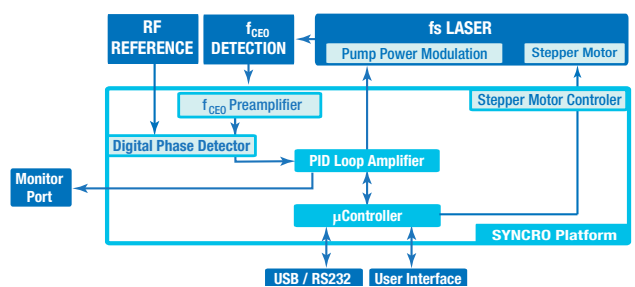 RF
REFERENCE
fCEO
DETECTION
fs LASER
Pump Power Modulation
Stepper Motor
fCEO Preamplifier
Stepper Motor Controler
Digital Phase Detector
PID Loop Amplifier
Monitor
Port
µController
SYNCRO Platform
USB / RS232
User Interface